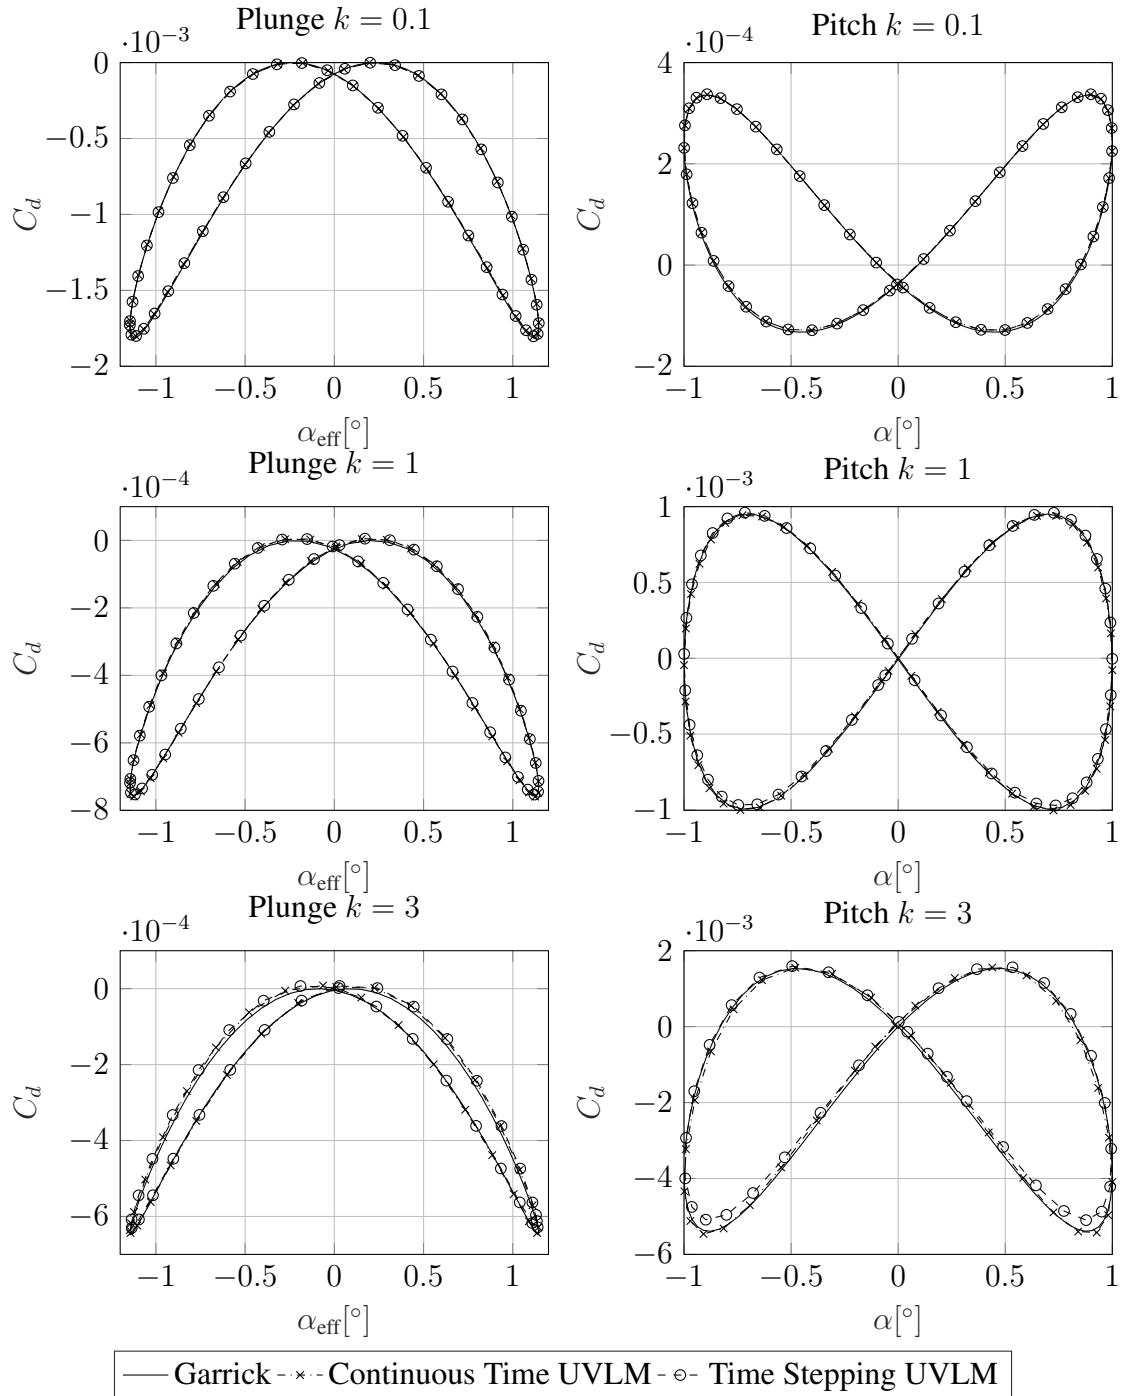 Plunge k = 0.1
·10⁻³
0
−0.5
−1
−1.5
−2
C_d
−1 −0.5 0 0.5 1
α_eff[°]
Pitch k = 0.1
·10⁻⁴
4
2
0
−2
C_d
−1 −0.5 0 0.5 1
α[°]
Plunge k = 1
·10⁻⁴
0
−2
−4
−6
−8
C_d
−1 −0.5 0 0.5 1
α_eff[°]
Pitch k = 1
·10⁻³
1
0.5
0
−0.5
−1
C_d
−1 −0.5 0 0.5 1
α[°]
Plunge k = 3
·10⁻⁴
0
−2
−4
−6
C_d
−1 −0.5 0 0.5 1
α_eff[°]
Pitch k = 3
·10⁻³
2
0
−2
−4
−6
C_d
−1 −0.5 0 0.5 1
α[°]
Garrick Continuous Time UVLM Time Stepping UVLM